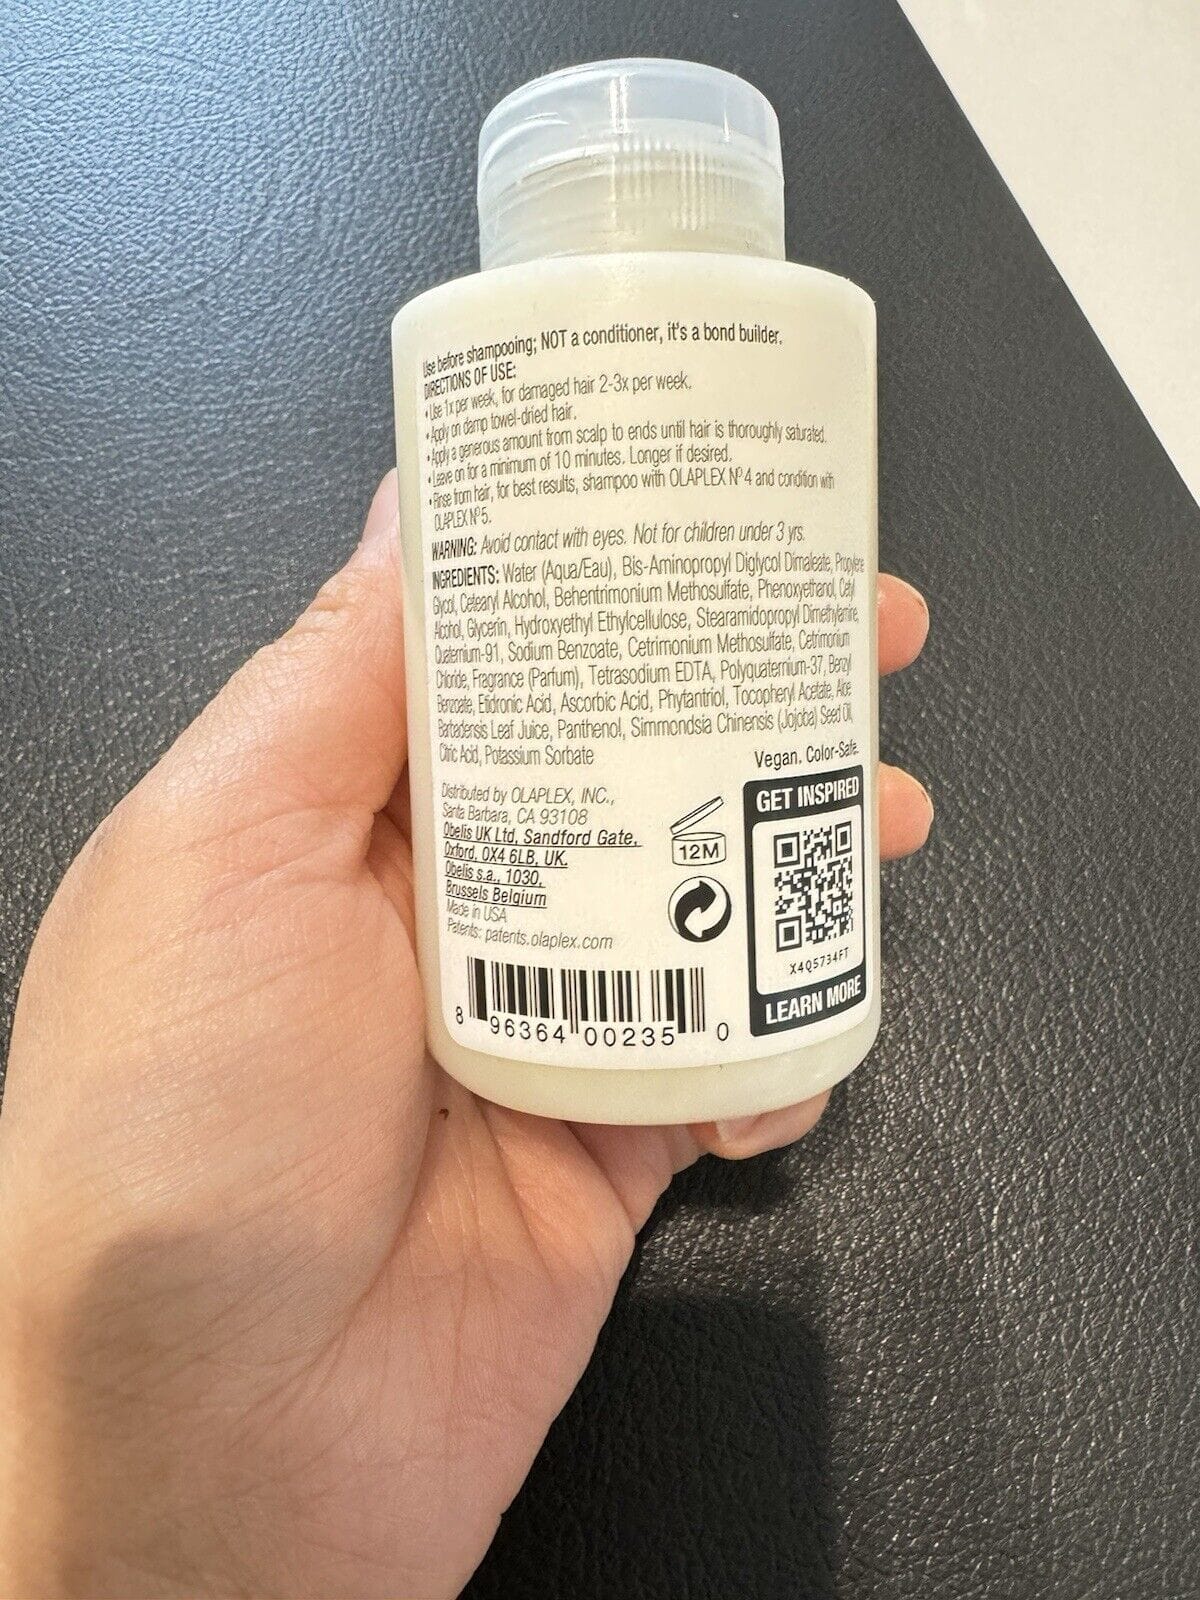 Use before shampooing; NOT a conditioner, it's a bond builder.
DIRECTIONS OF USE:
• Use 1x per week, for damaged hair 2-3x per week.
• Apply on damp towel-dried hair.
• Apply a generous amount from scalp to ends until hair is thoroughly saturated.
• Leave on for a minimum of 10 minutes. Longer if desired.
• Rinse from hair, for best results, shampoo with OLAPLEX Nº 4 and condition with
OLAPLEX Nº 5.
WARNING: Avoid contact with eyes. Not for children under 3 yrs.
INGREDIENTS: Water (Aqua/Eau), Bis-Aminopropyl Diglycol Dimaleate, Propylene
Glycol, Cetearyl Alcohol, Behentrimonium Methosulfate, Phenoxyethanol, Cetyl
Alcohol, Glycerin, Hydroxyethyl Ethylcellulose, Stearamidopropyl Dimethylamine,
Quaternium-91, Sodium Benzoate, Cetrimonium Methosulfate, Cetrimonium
Chloride, Fragrance (Parfum), Tetrasodium EDTA, Polyquaternium-37, Benzyl
Benzoate, Etidronic Acid, Ascorbic Acid, Phytantriol, Tocopheryl Acetate, Aloe
Barbadensis Leaf Juice, Panthenol, Simmondsia Chinensis (Jojoba) Seed Oil,
Citric Acid, Potassium Sorbate
Vegan. Color-Safe.
Distributed by OLAPLEX, INC.,
Santa Barbara, CA 93108
Obelis UK Ltd, Sandford Gate,
Oxford, OX4 6LB, UK.
Obelis s.a., 1030,
Brussels Belgium
Made in USA
Patents: patents.olaplex.com
12M
GET INSPIRED
X4Q5734FT
LEARN MORE
8 96364 00235 0